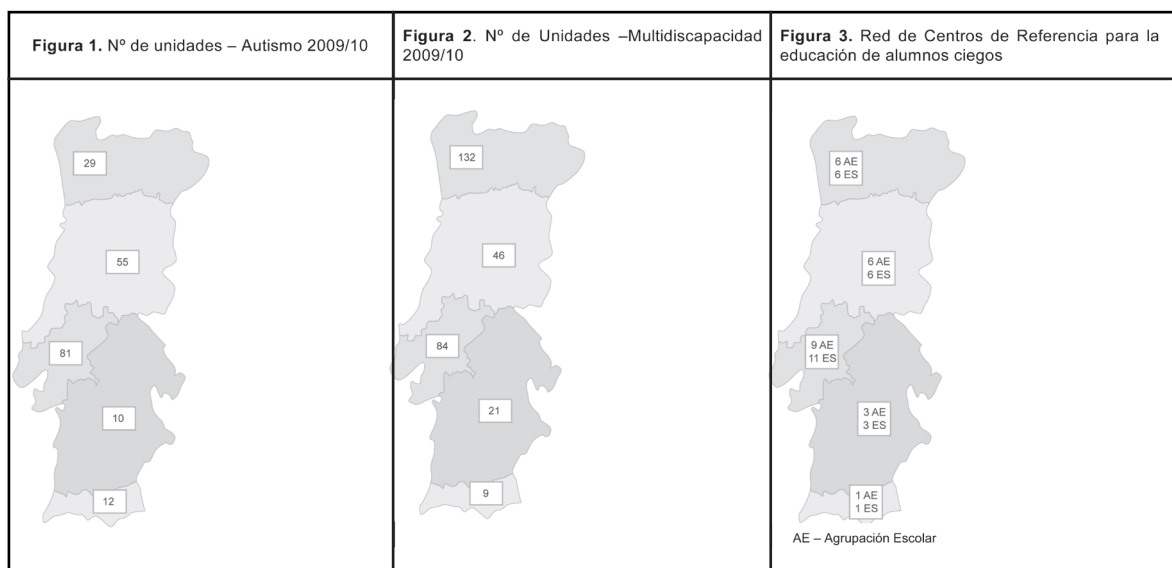 Figura 1. Nº de unidades – Autismo 2009/10
Figura 2. Nº de Unidades –Multidiscapacidad
2009/10
Figura 3. Red de Centros de Referencia para la
educación de alumnos ciegos
29
55
81
10
12
132
46
84
21
9
6 AE
6 ES
6 AE
6 ES
9 AE
11 ES
3 AE
3 ES
1 AE
1 ES
AE – Agrupación Escolar